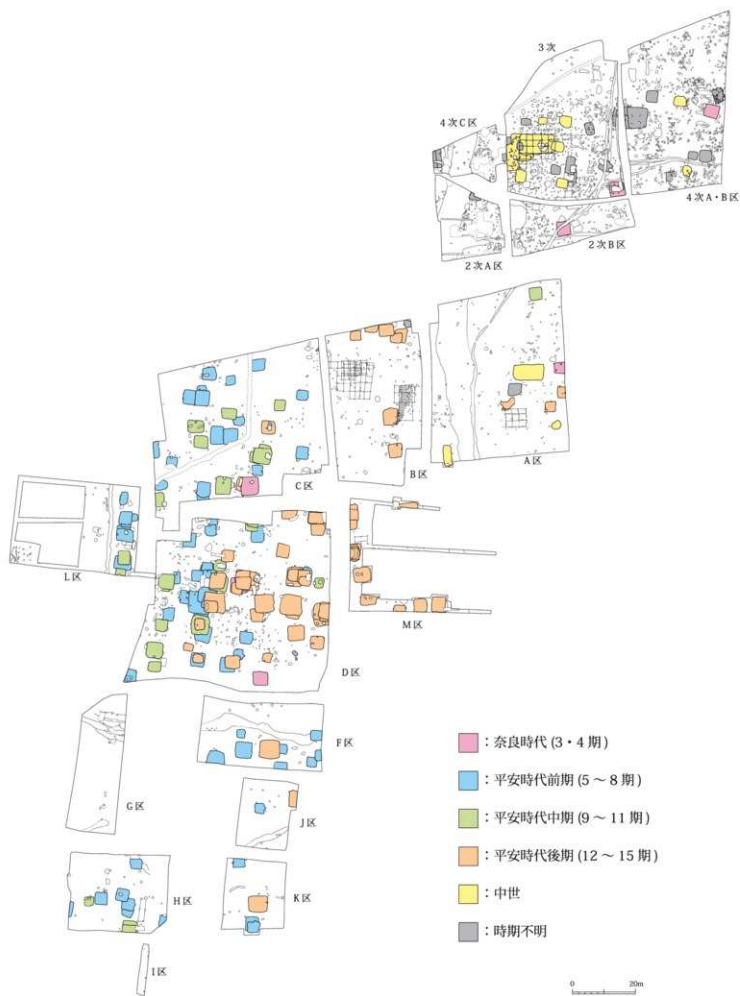 3次
4次C区
4次A・B区
2次B区
2次A区
A区
B区
C区
L区
M区
D区
F区
G区
J区
H区
K区
I区
：奈良時代(3・4期)
：平安時代前期(5～8期)
：平安時代中期(9～11期)
：平安時代後期(12～15期)
：中世
：時期不明
0 20m